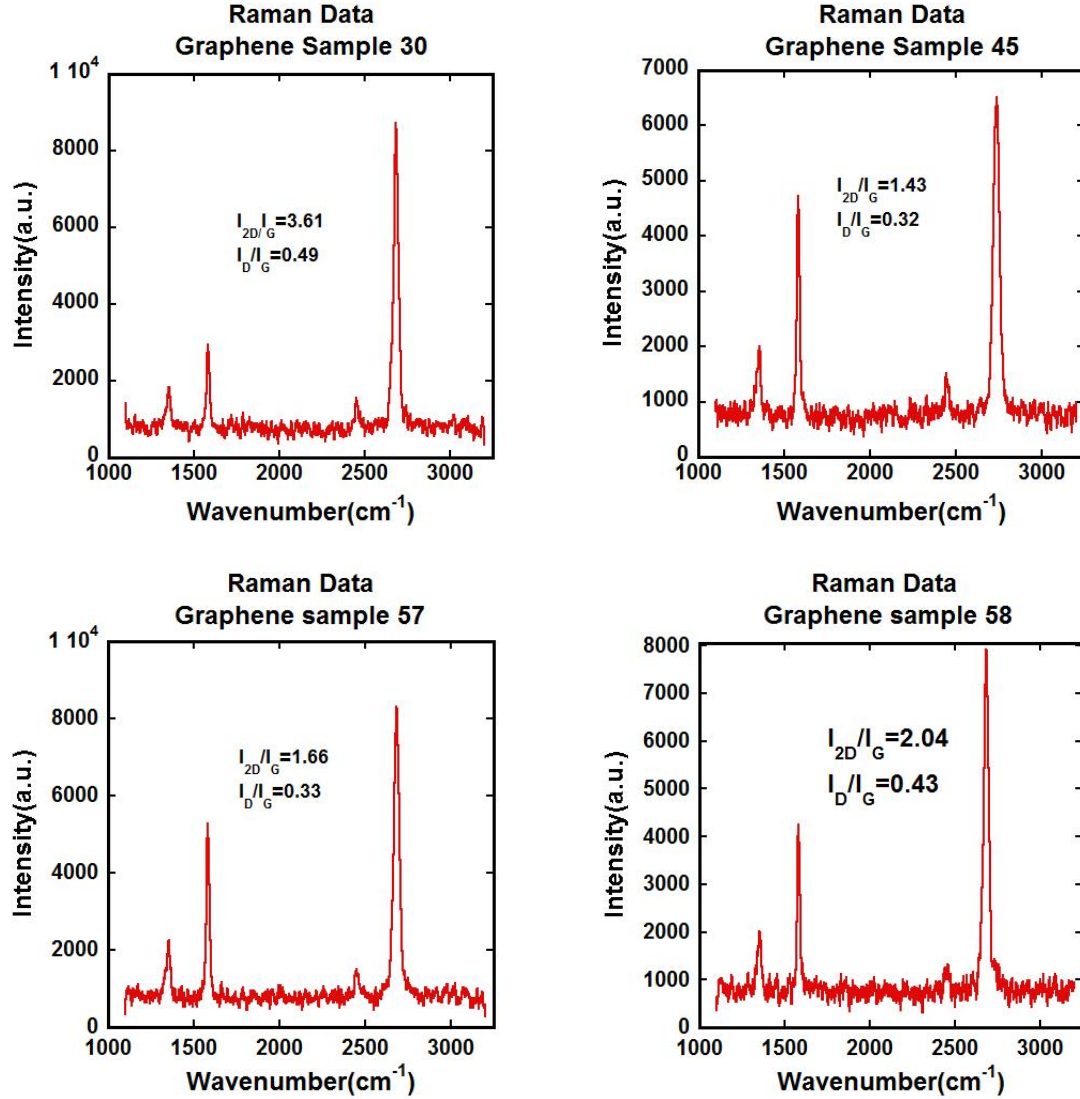 Raman Data
Graphene Sample 30
1 10⁴
8000
6000
4000
2000
0
Intensity(a.u.)
I_2D/I_G=3.61
I_D/I_G=0.49
1000 1500 2000 2500 3000
Wavenumber(cm⁻¹)
Raman Data
Graphene Sample 45
7000
6000
5000
4000
3000
2000
1000
0
Intensity(a.u.)
I_2D/I_G=1.43
I_D/I_G=0.32
1000 1500 2000 2500 3000
Wavenumber(cm⁻¹)
Raman Data
Graphene sample 57
1 10⁴
8000
6000
4000
2000
0
Intensity(a.u.)
I_2D/I_G=1.66
I_D/I_G=0.33
1000 1500 2000 2500 3000
Wavenumber(cm⁻¹)
Raman Data
Graphene sample 58
8000
7000
6000
5000
4000
3000
2000
1000
0
Intensity(a.u.)
I_2D/I_G=2.04
I_D/I_G=0.43
1000 1500 2000 2500 3000
Wavenumber(cm⁻¹)